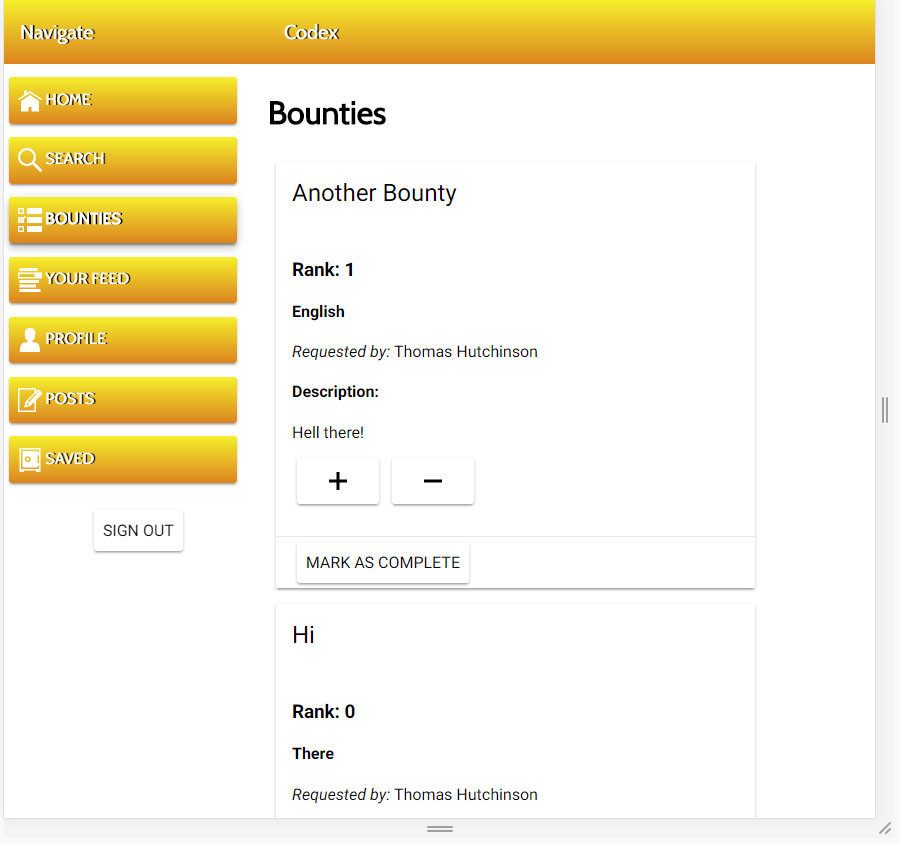 Navigate
Codex
HOME
SEARCH
BOUNTIES
YOUR FEED
PROFILE
POSTS
SAVED
SIGN OUT
Bounties
Another Bounty
Rank: 1
English
Requested by: Thomas Hutchinson
Description:
Hell there!
+ −
MARK AS COMPLETE
Hi
Rank: 0
There
Requested by: Thomas Hutchinson